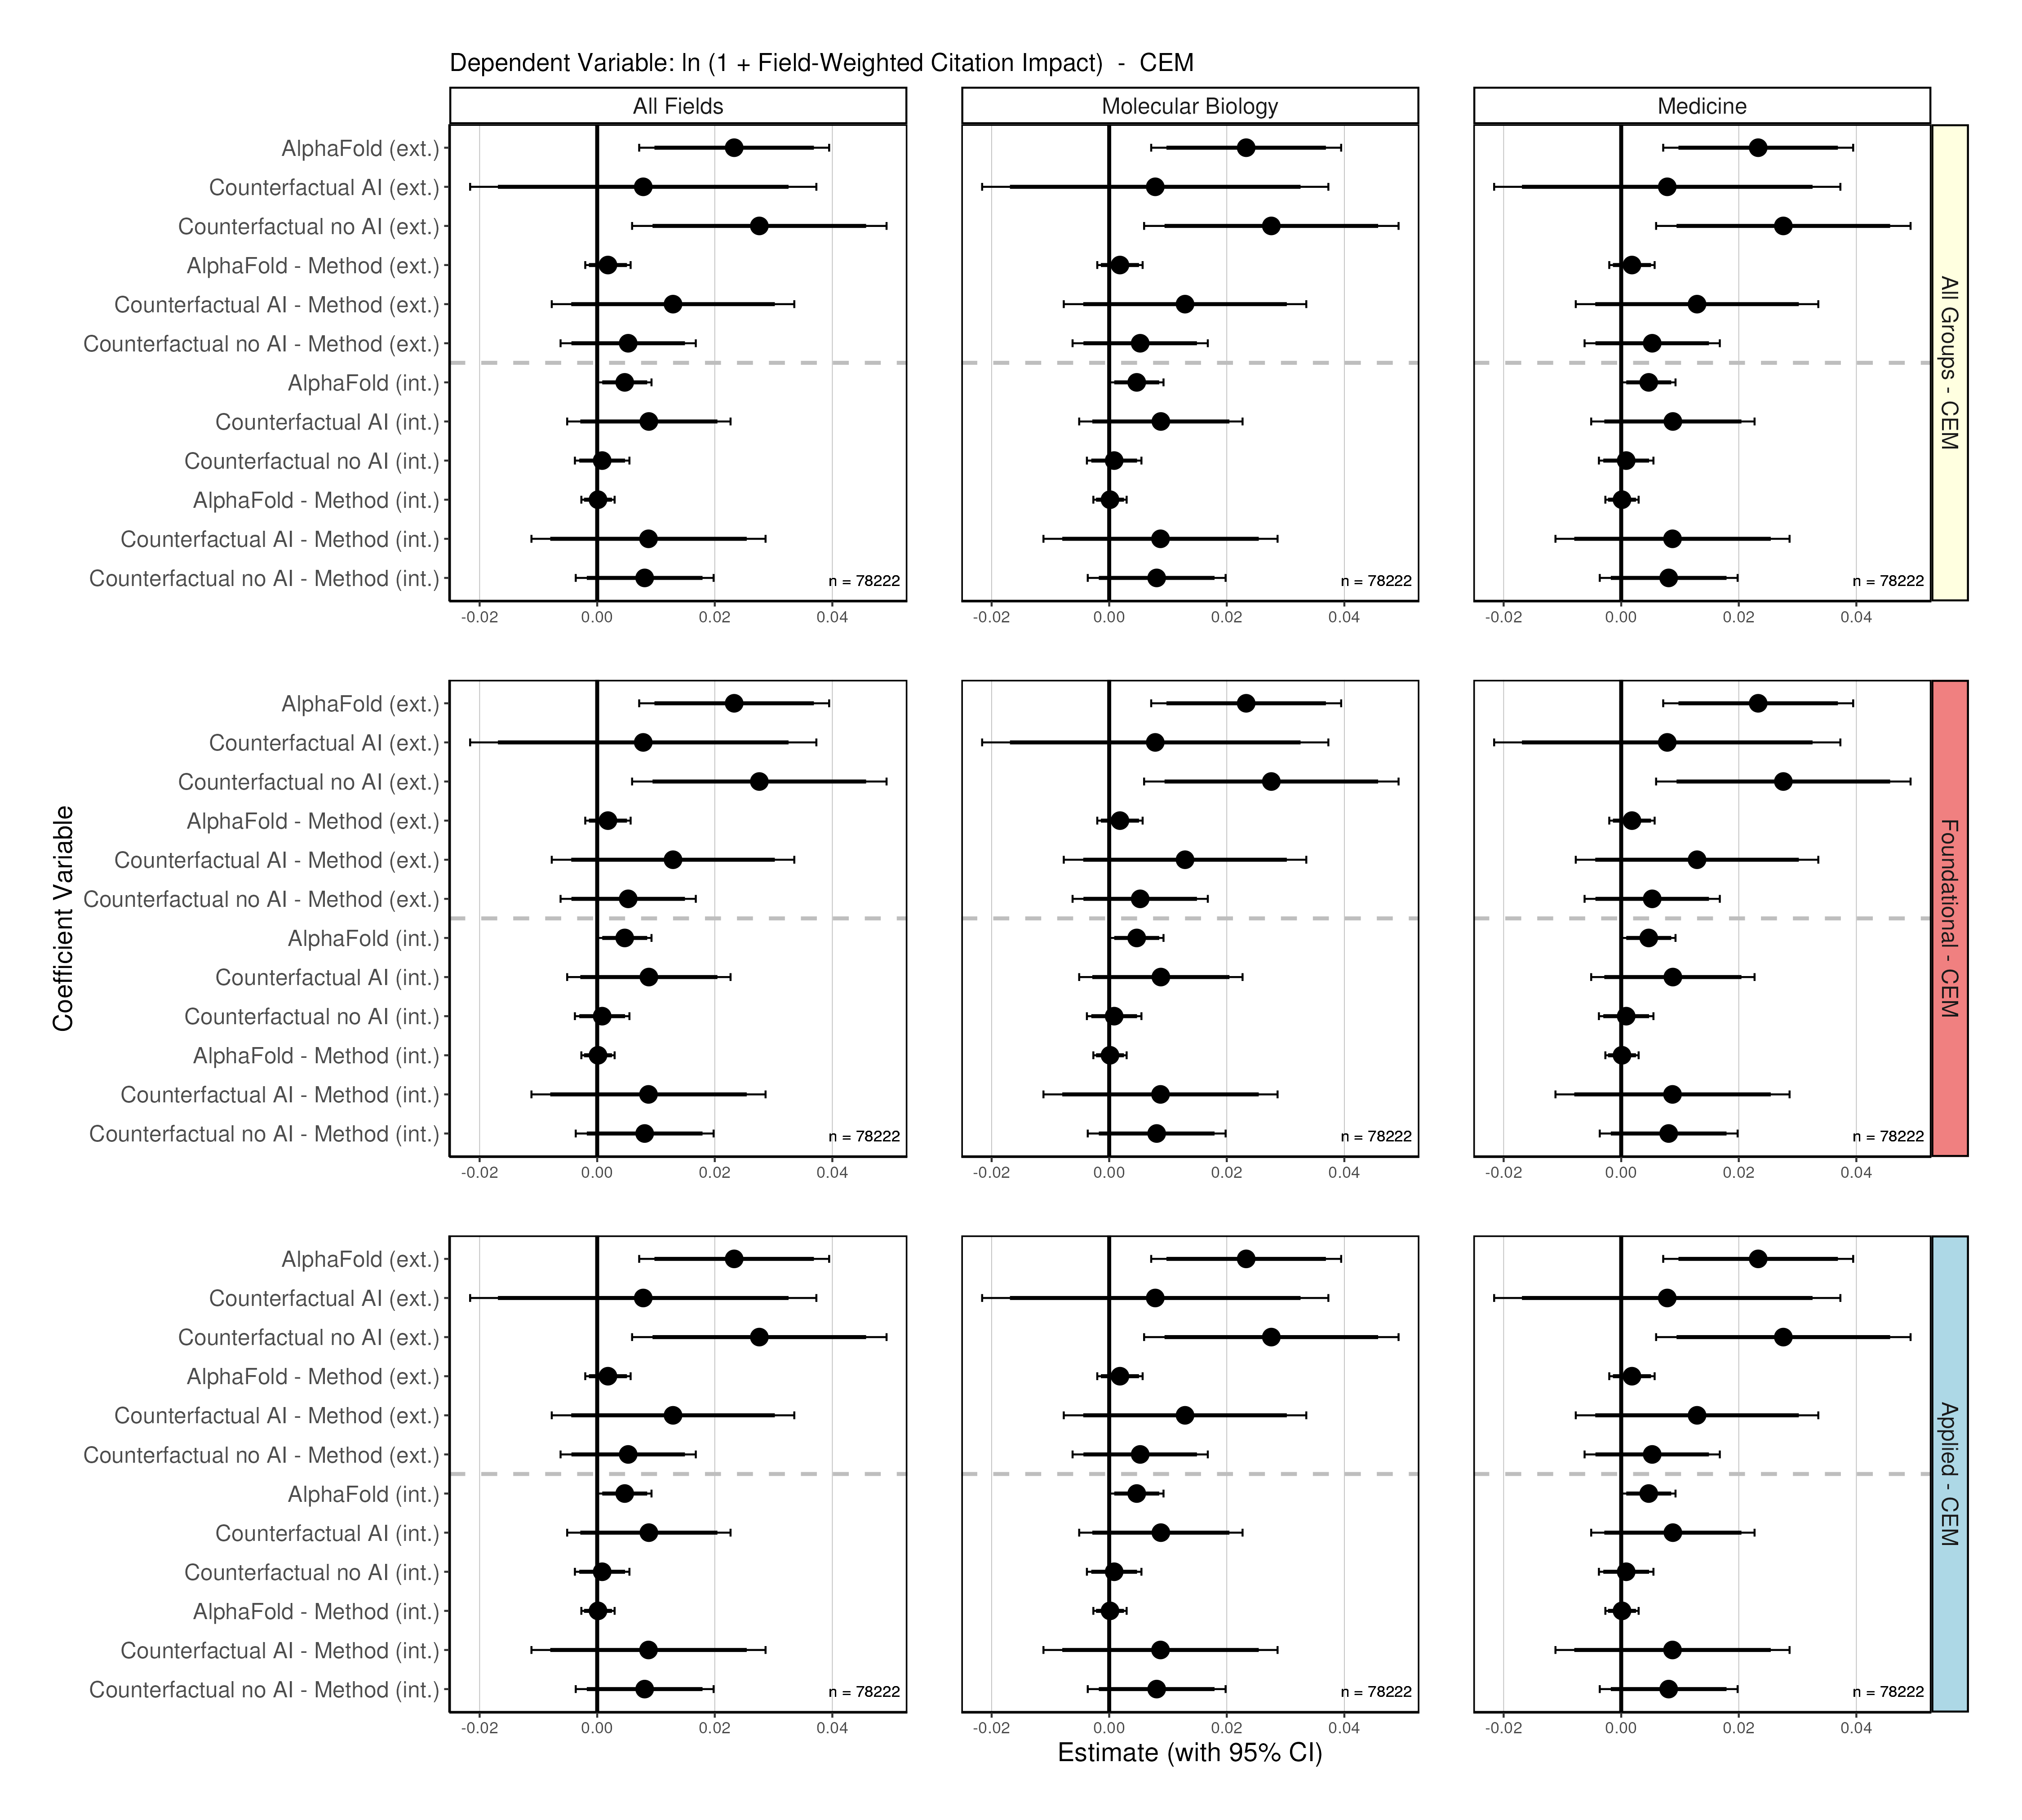 Dependent Variable: ln (1 + Field-Weighted Citation Impact) - CEM
All Fields
Molecular Biology
Medicine
AlphaFold (ext.)
Counterfactual AI (ext.)
Counterfactual no AI (ext.)
AlphaFold - Method (ext.)
Counterfactual AI - Method (ext.)
Counterfactual no AI - Method (ext.)
AlphaFold (int.)
Counterfactual AI (int.)
Counterfactual no AI (int.)
AlphaFold - Method (int.)
Counterfactual AI - Method (int.)
Counterfactual no AI - Method (int.)
n = 78222
n = 78222
n = 78222
All Groups - CEM
-0.02 0.00 0.02 0.04
-0.02 0.00 0.02 0.04
-0.02 0.00 0.02 0.04
Coefficient Variable
AlphaFold (ext.)
Counterfactual AI (ext.)
Counterfactual no AI (ext.)
AlphaFold - Method (ext.)
Counterfactual AI - Method (ext.)
Counterfactual no AI - Method (ext.)
AlphaFold (int.)
Counterfactual AI (int.)
Counterfactual no AI (int.)
AlphaFold - Method (int.)
Counterfactual AI - Method (int.)
Counterfactual no AI - Method (int.)
n = 78222
n = 78222
n = 78222
Foundational - CEM
-0.02 0.00 0.02 0.04
-0.02 0.00 0.02 0.04
-0.02 0.00 0.02 0.04
AlphaFold (ext.)
Counterfactual AI (ext.)
Counterfactual no AI (ext.)
AlphaFold - Method (ext.)
Counterfactual AI - Method (ext.)
Counterfactual no AI - Method (ext.)
AlphaFold (int.)
Counterfactual AI (int.)
Counterfactual no AI (int.)
AlphaFold - Method (int.)
Counterfactual AI - Method (int.)
Counterfactual no AI - Method (int.)
n = 78222
n = 78222
n = 78222
Applied - CEM
-0.02 0.00 0.02 0.04
-0.02 0.00 0.02 0.04
-0.02 0.00 0.02 0.04
Estimate (with 95% CI)